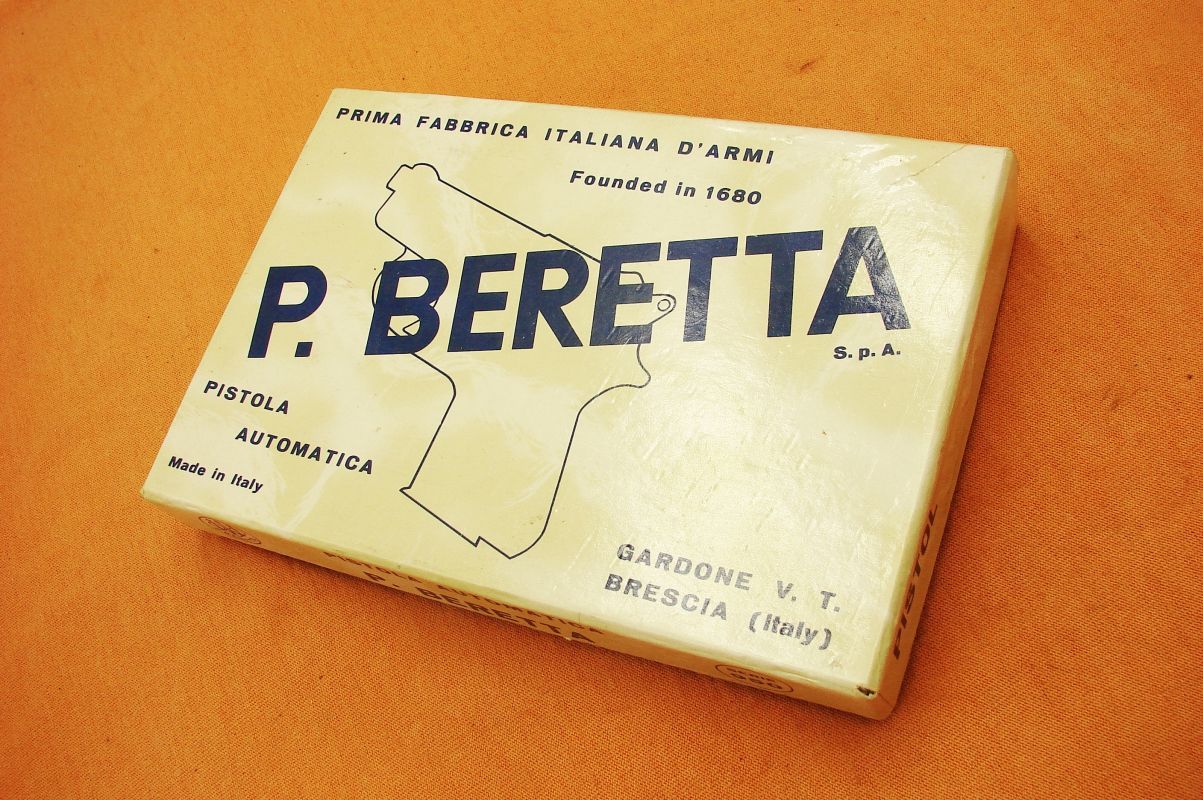 PRIMA FABBRICA ITALIANA D'ARMI
Founded in 1680
P. BERETTA
S.p.A.
PISTOLA
AUTOMATICA
Made in Italy
GARDONE V. T.
BRESCIA (Italy)
P. BERETTA
PISTOL